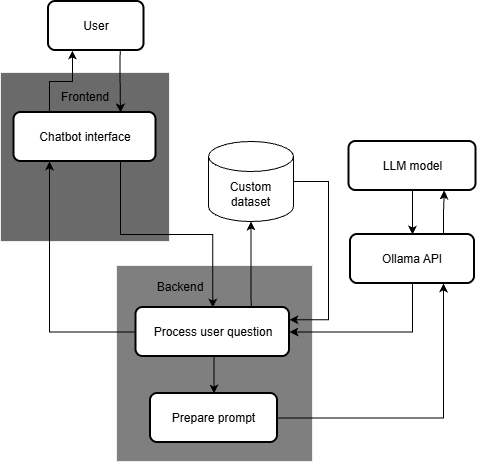 User
Frontend
Chatbot interface
Custom
dataset
LLM model
Ollama API
Backend
Process user question
Prepare prompt